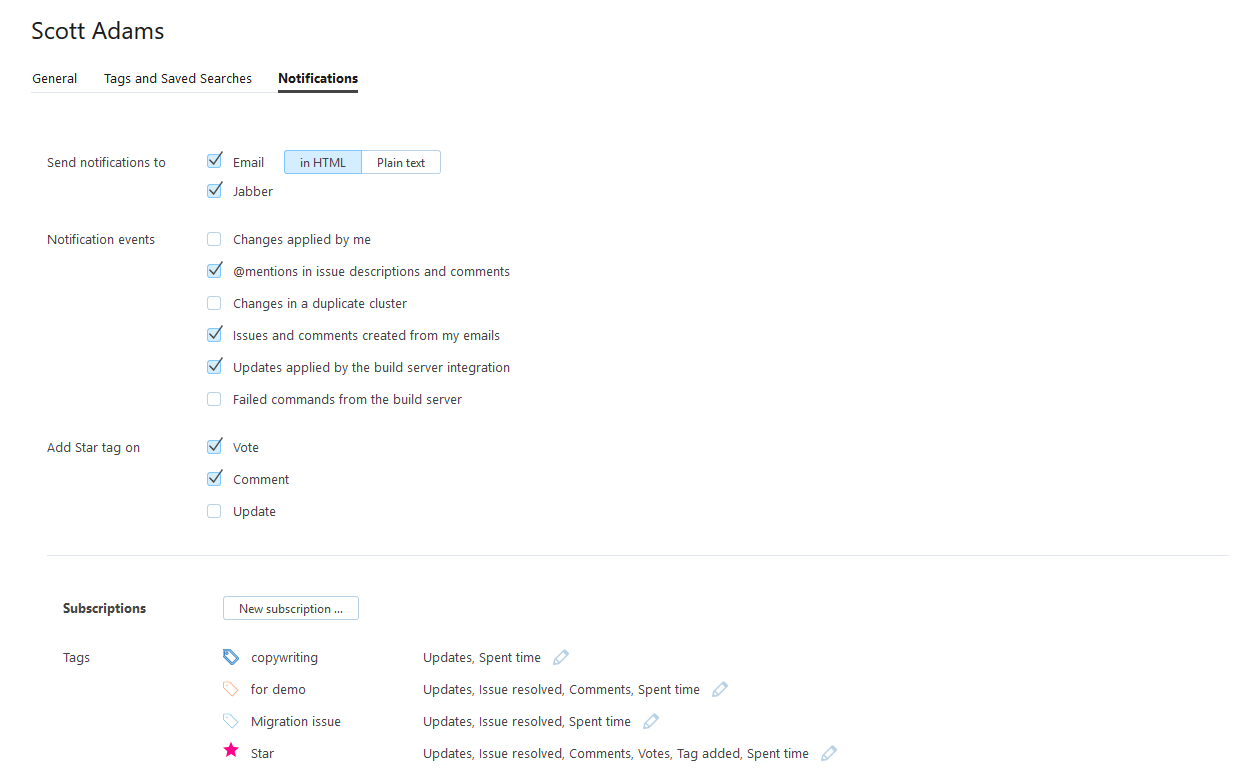 Scott Adams
General Tags and Saved Searches Notifications
Send notifications to Email in HTML Plain text
Jabber
Notification events Changes applied by me
@mentions in issue descriptions and comments
Changes in a duplicate cluster
Issues and comments created from my emails
Updates applied by the build server integration
Failed commands from the build server
Add Star tag on Vote
Comment
Update
Subscriptions New subscription ...
Tags copywriting Updates, Spent time
for demo Updates, Issue resolved, Comments, Spent time
Migration issue Updates, Issue resolved, Spent time
Star Updates, Issue resolved, Comments, Votes, Tag added, Spent time